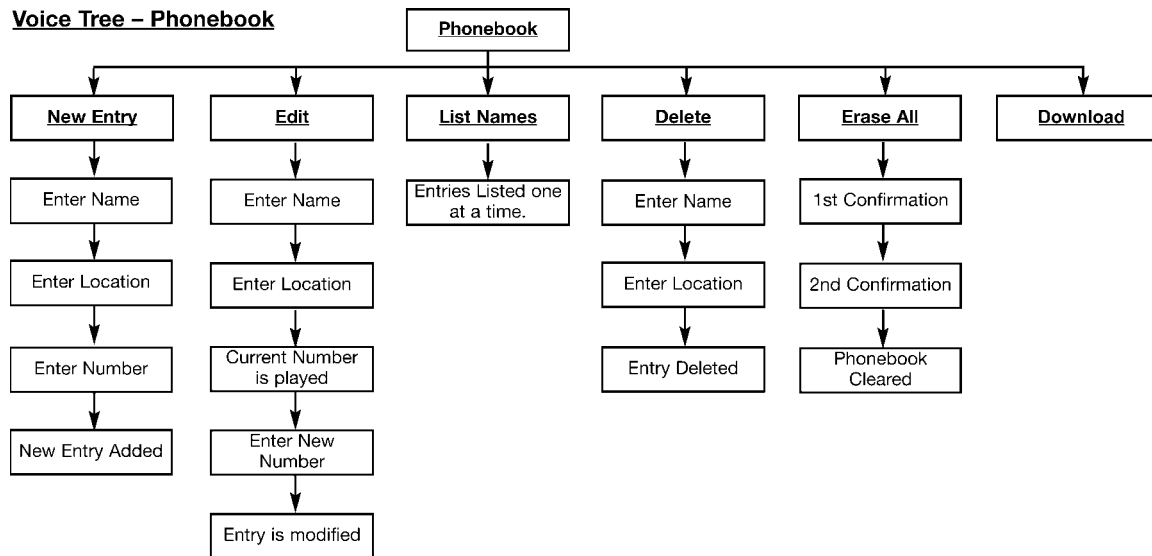 Voice Tree – Phonebook
Phonebook
New Entry
Edit
List Names
Delete
Erase All
Download
Enter Name
Enter Name
Entries Listed one
at a time.
Enter Name
1st Confirmation
Enter Location
Enter Location
Enter Location
2nd Confirmation
Enter Number
Current Number
is played
Entry Deleted
Phonebook
Cleared
New Entry Added
Enter New
Number
Entry is modified